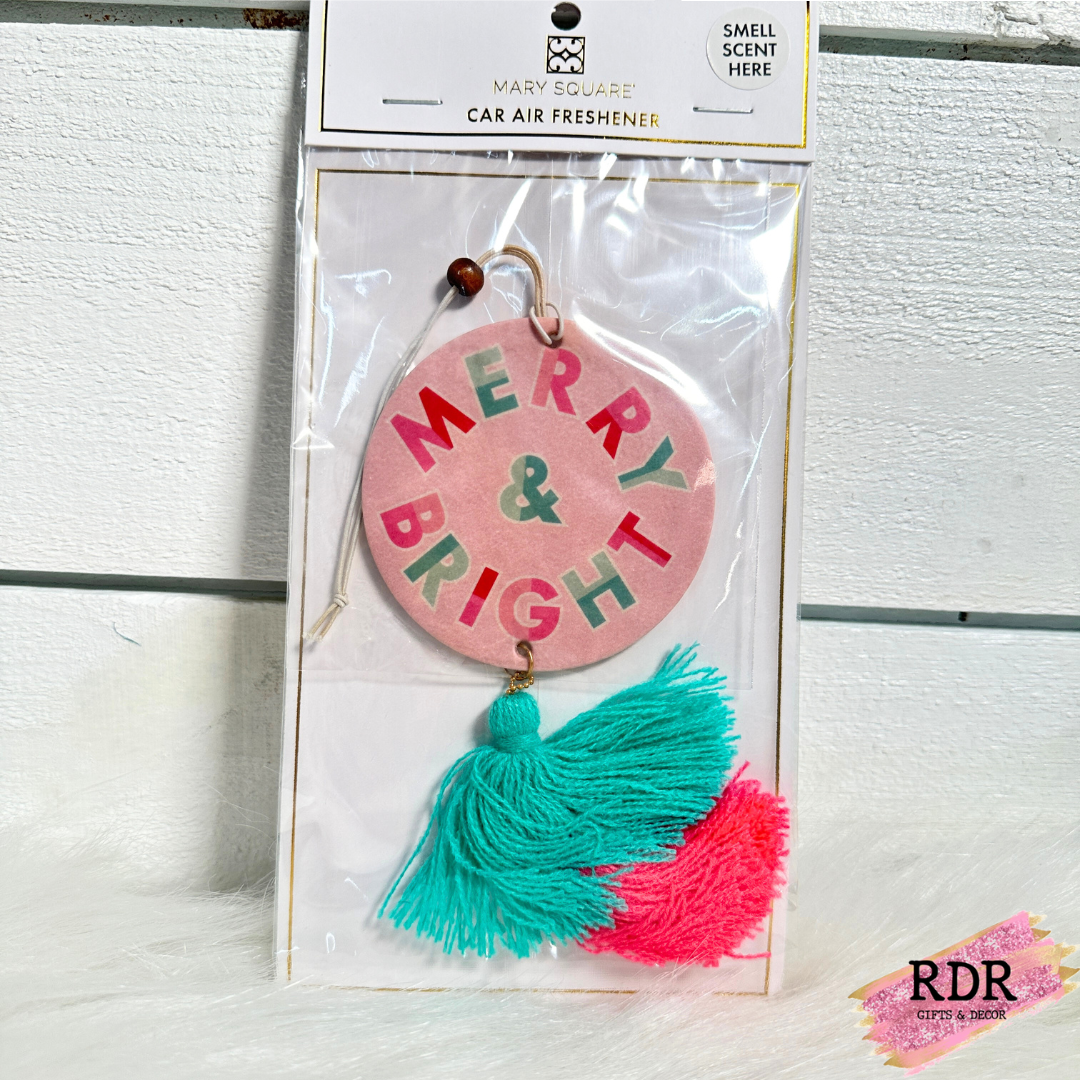 SMELL
SCENT
HERE
MARY SQUARE
CAR AIR FRESHENER
MERRY
&
BRIGHT
RDR
GIFTS & DECOR